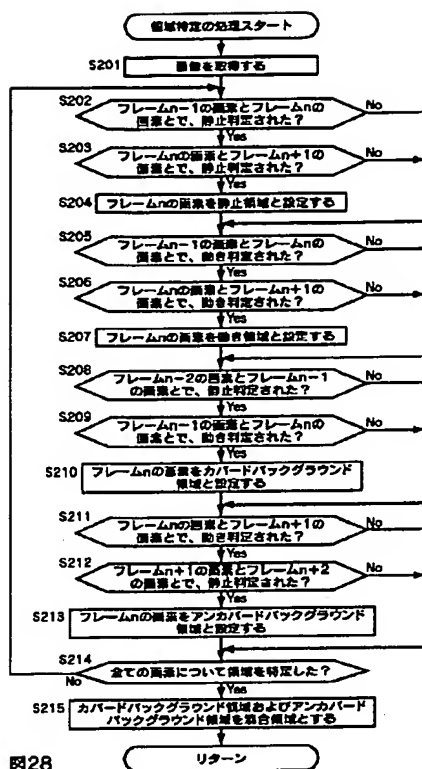 領域特定の処理スタート
S201
画像を取得する
S202
フレームn-1の画素とフレームnの
画素とで、静止判定された?
No
Yes
S203
フレームnの画素とフレームn+1の
画素とで、静止判定された?
No
Yes
S204
フレームnの画素を静止領域と設定する
S205
フレームn-1の画素とフレームnの
画素とで、動き判定された?
No
Yes
S206
フレームnの画素とフレームn+1の
画素とで、動き判定された?
No
Yes
S207
フレームnの画素を動き領域と設定する
S208
フレームn-2の画素とフレームn-1
の画素とで、静止判定された?
No
Yes
S209
フレームn-1の画素とフレームnの
画素とで、動き判定された?
No
Yes
S210
フレームnの画素をカバードバックグラウンド
領域と設定する
S211
フレームnの画素とフレームn+1の
画素とで、動き判定された?
No
Yes
S212
フレームn+1の画素とフレームn+2
の画素とで、静止判定された?
No
Yes
S213
フレームnの画素をアンカバードバックグラウンド
領域と設定する
S214
全ての画素について領域を特定した?
No
Yes
S215
カバードバックグラウンド領域およびアンカバード
バックグラウンド領域を混合領域とする
リターン
図28